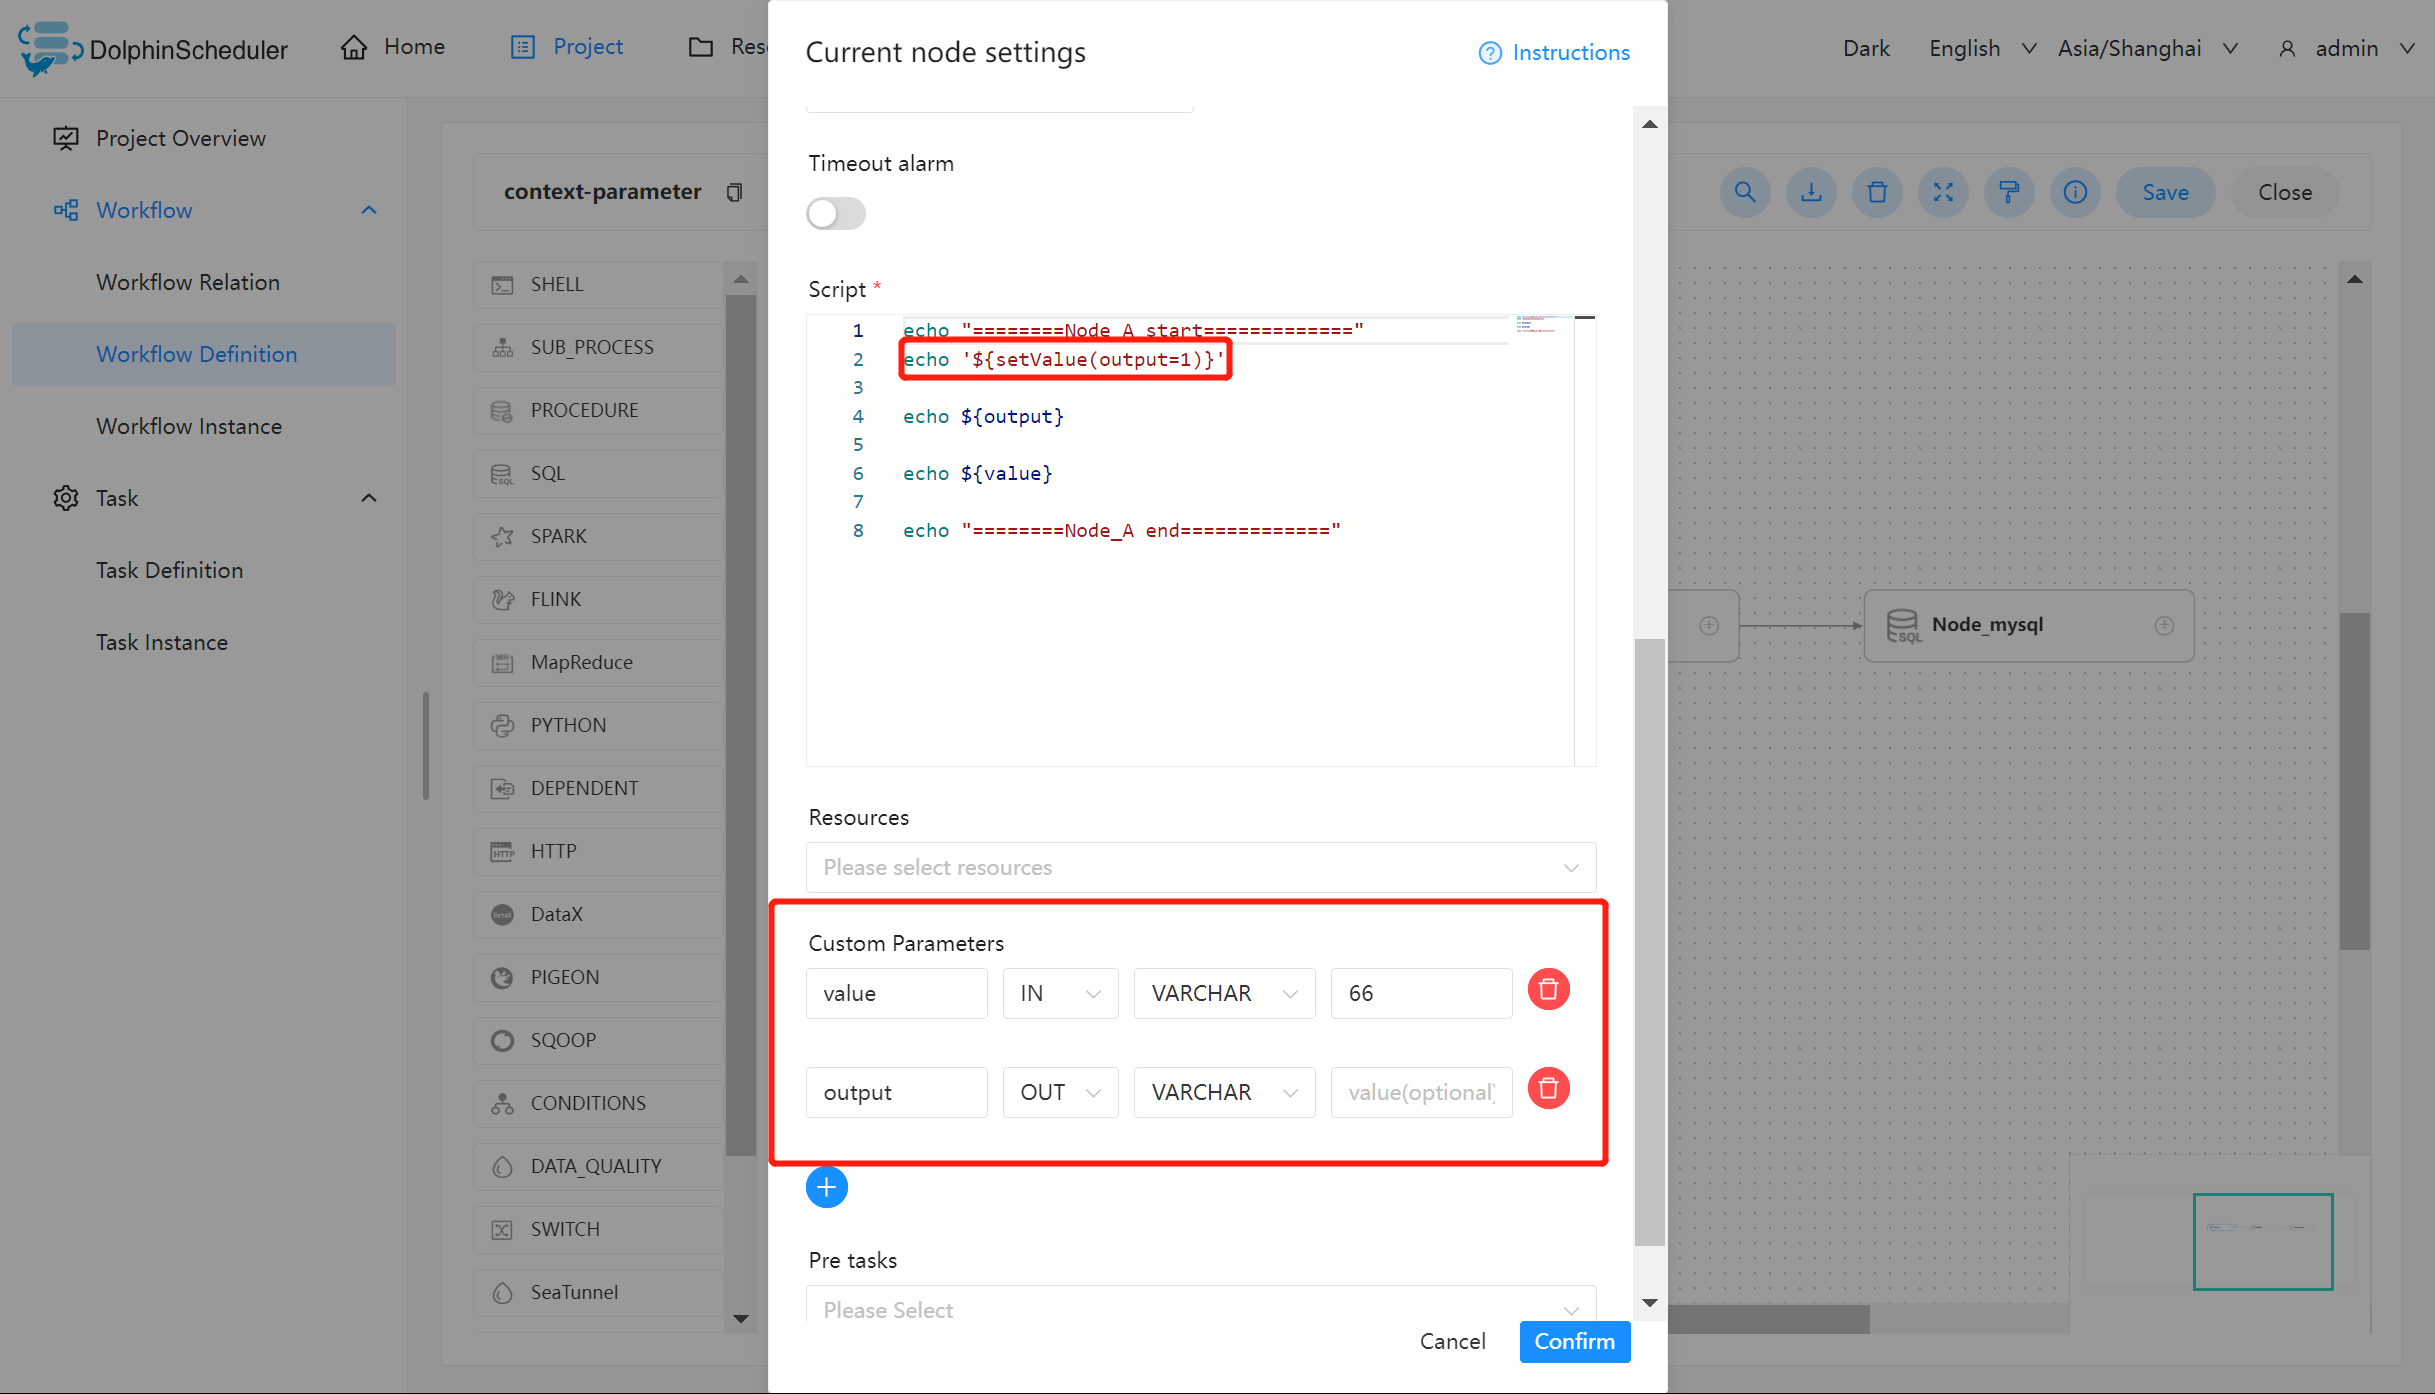 DolphinScheduler
Home
Project
Current node settings
Instructions
Dark
English
Asia/Shanghai
admin
Project Overview
Workflow
Workflow Relation
Workflow Definition
Workflow Instance
Task
Task Definition
Task Instance
context-parameter
Save
Close
SHELL
SUB_PROCESS
PROCEDURE
SQL
SPARK
FLINK
MapReduce
PYTHON
DEPENDENT
HTTP
DataX
PIGEON
SQOOP
CONDITIONS
DATA_QUALITY
SWITCH
SeaTunnel
Timeout alarm
Script *
1 echo "========Node_A start============="
2 echo '${setValue(output=1)}'
3
4 echo ${output}
5
6 echo ${value}
7
8 echo "========Node_A end============="
Resources
Please select resources
Custom Parameters
value IN VARCHAR 66
output OUT VARCHAR value(optional)
Pre tasks
Please Select
Cancel
Confirm
Node_mysql